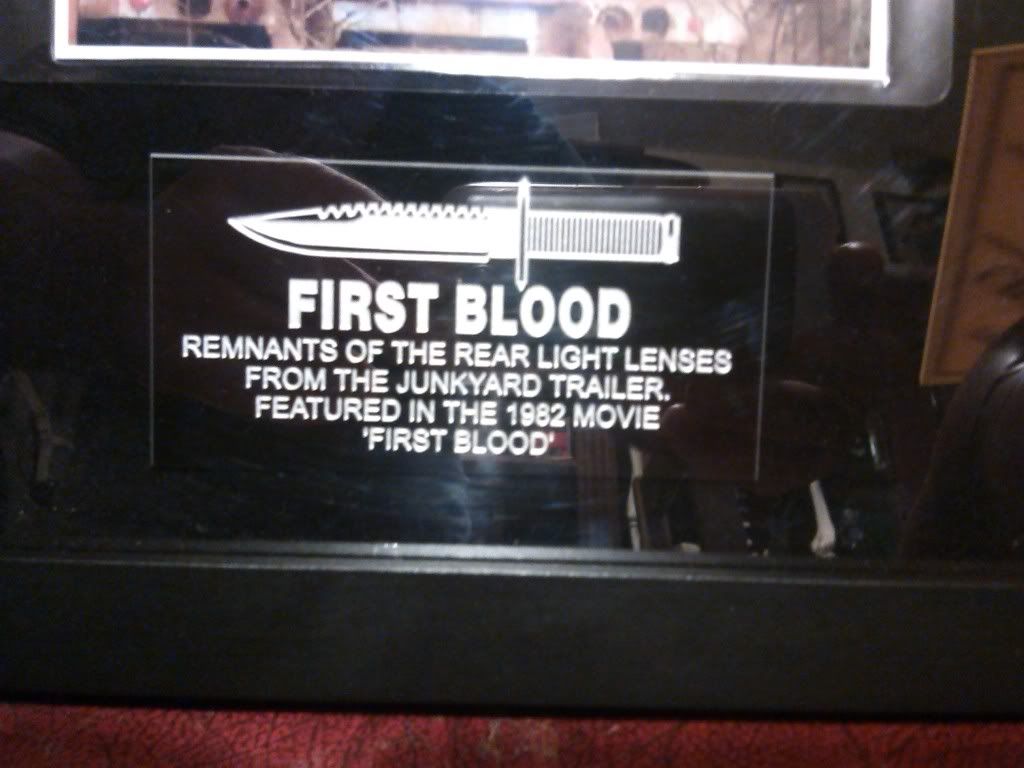 FIRST BLOOD
REMNANTS OF THE REAR LIGHT LENSES
FROM THE JUNKYARD TRAILER.
FEATURED IN THE 1982 MOVIE
'FIRST BLOOD'